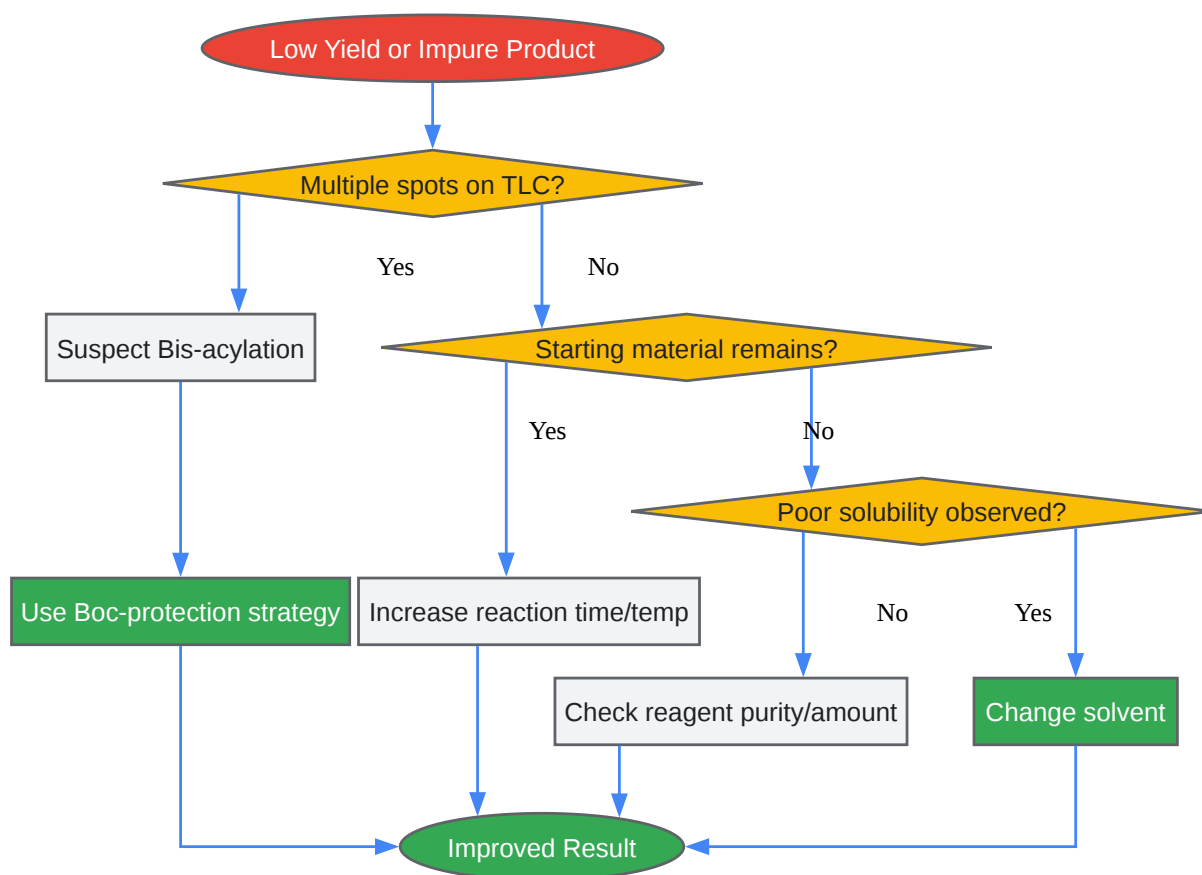 Low Yield or Impure Product
Multiple spots on TLC?
Yes
No
Suspect Bis-acylation
Starting material remains?
Yes
No
Poor solubility observed?
Use Boc-protection strategy
Increase reaction time/temp
No
Yes
Check reagent purity/amount
Change solvent
Improved Result